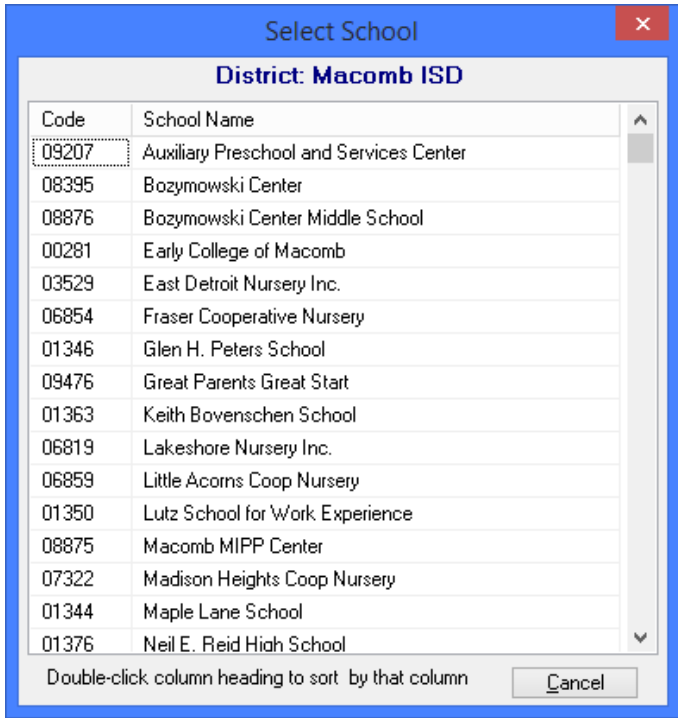 Select School
District: Macomb ISD
Code School Name
09207 Auxiliary Preschool and Services Center
08395 Bozymowski Center
08876 Bozymowski Center Middle School
00281 Early College of Macomb
03529 East Detroit Nursery Inc.
06854 Fraser Cooperative Nursery
01346 Glen H. Peters School
09476 Great Parents Great Start
01363 Keith Bovenschen School
06819 Lakeshore Nursery Inc.
06859 Little Acorns Coop Nursery
01350 Lutz School for Work Experience
08875 Macomb MIPP Center
07322 Madison Heights Coop Nursery
01344 Maple Lane School
01376 Neil E. Reid High School
Double-click column heading to sort by that column Cancel